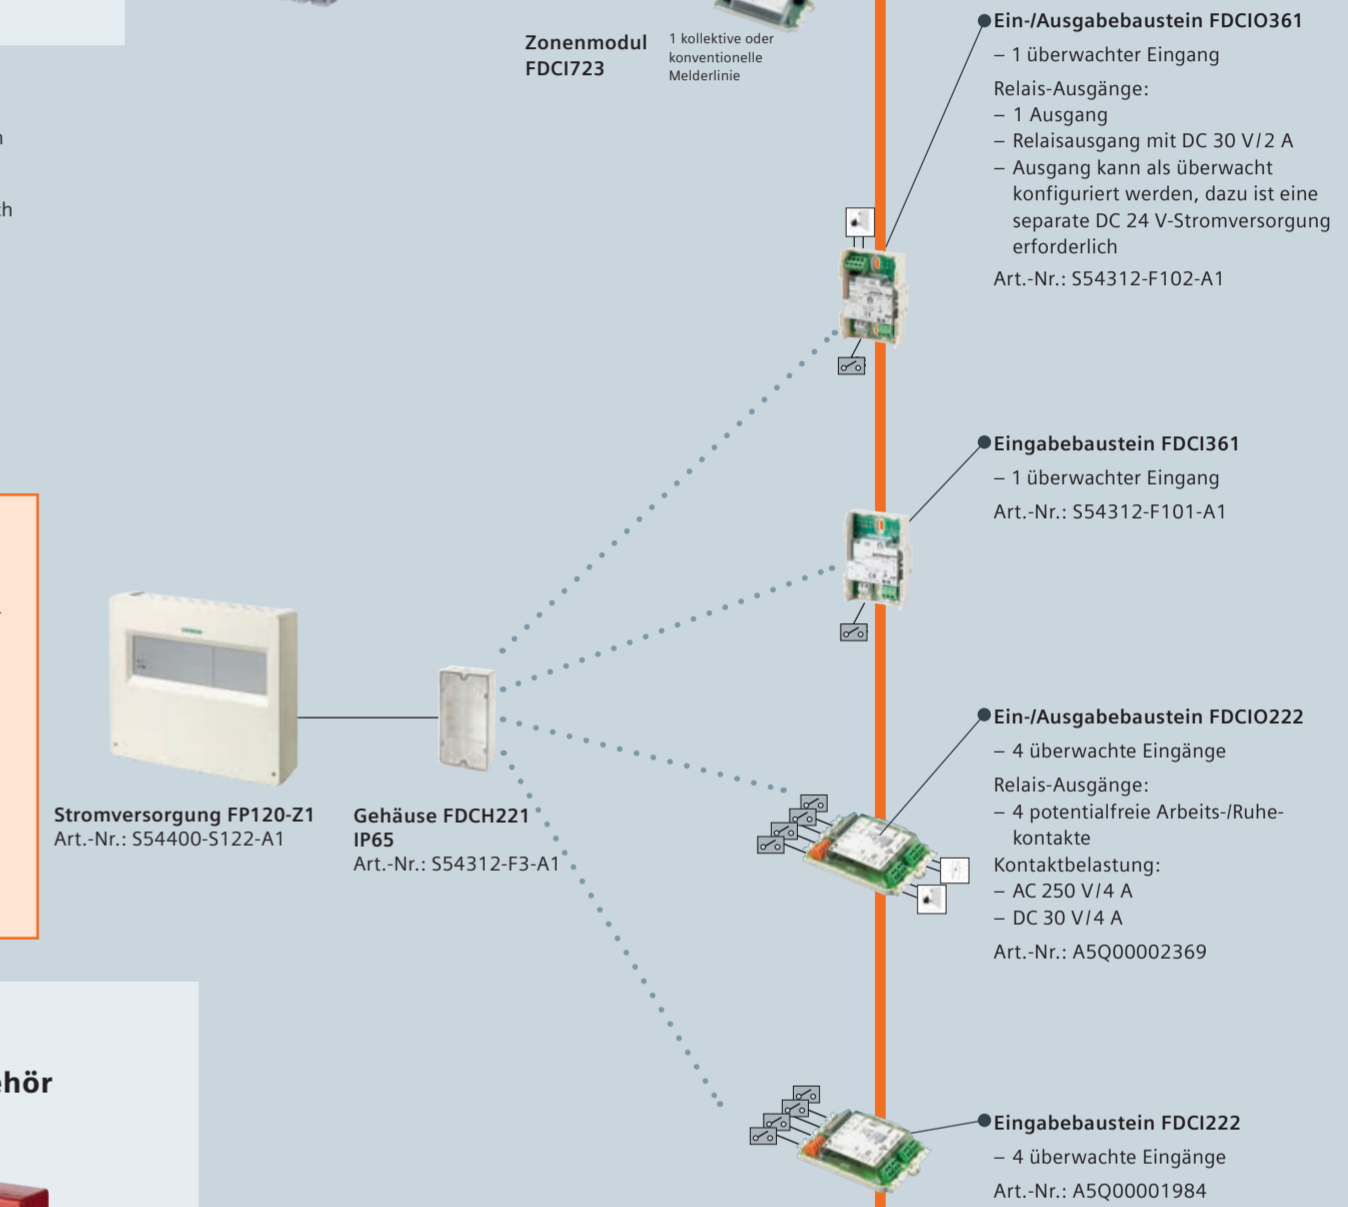 Zonenmodul
FDCI723
1 kollektive oder
konventionelle
Melderlinie
Ein-/Ausgabebaustein FDCIO361
– 1 überwachter Eingang
Relais-Ausgänge:
– 1 Ausgang
– Relaisausgang mit DC 30 V/2 A
– Ausgang kann als überwacht
konfiguriert werden, dazu ist eine
separate DC 24 V-Stromversorgung
erforderlich
Art.-Nr.: S54312-F102-A1
Eingabebaustein FDCI361
– 1 überwachter Eingang
Art.-Nr.: S54312-F101-A1
Stromversorgung FP120-Z1
Art.-Nr.: S54400-S122-A1
Gehäuse FDCH221
IP65
Art.-Nr.: S54312-F3-A1
Ein-/Ausgabebaustein FDCIO222
– 4 überwachte Eingänge
Relais-Ausgänge:
– 4 potentialfreie Arbeits-/Ruhe-
kontakte
Kontaktbelastung:
– AC 250 V/4 A
– DC 30 V/4 A
Art.-Nr.: A5Q00002369
ehör
Eingabebaustein FDCI222
– 4 überwachte Eingänge
Art.-Nr.: A5Q00001984